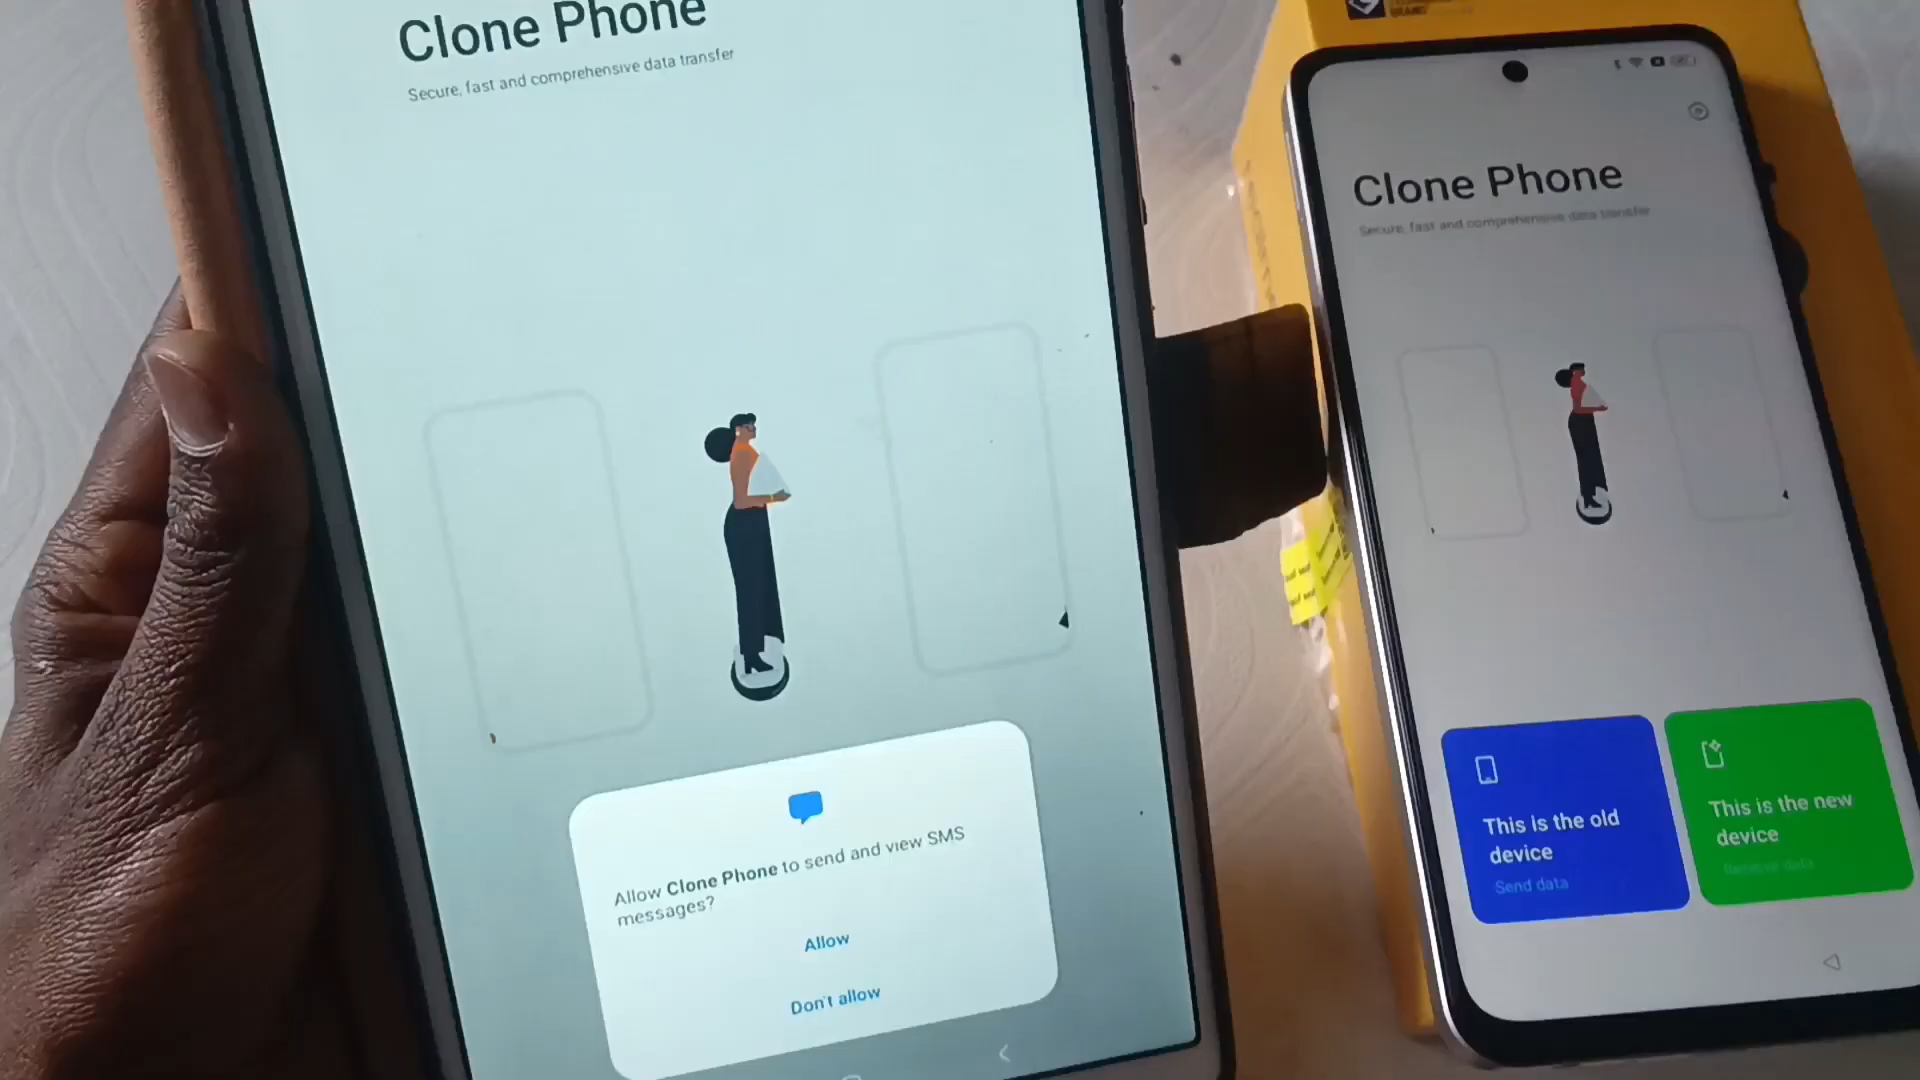 Clone Phone
Secure, fast and comprehensive data transfer
Allow Clone Phone to send and view SMS
messages?
Allow
Don't allow
Clone Phone
Secure, fast and comprehensive data transfer
This is the old
device
Send data
This is the new
device
Receive data